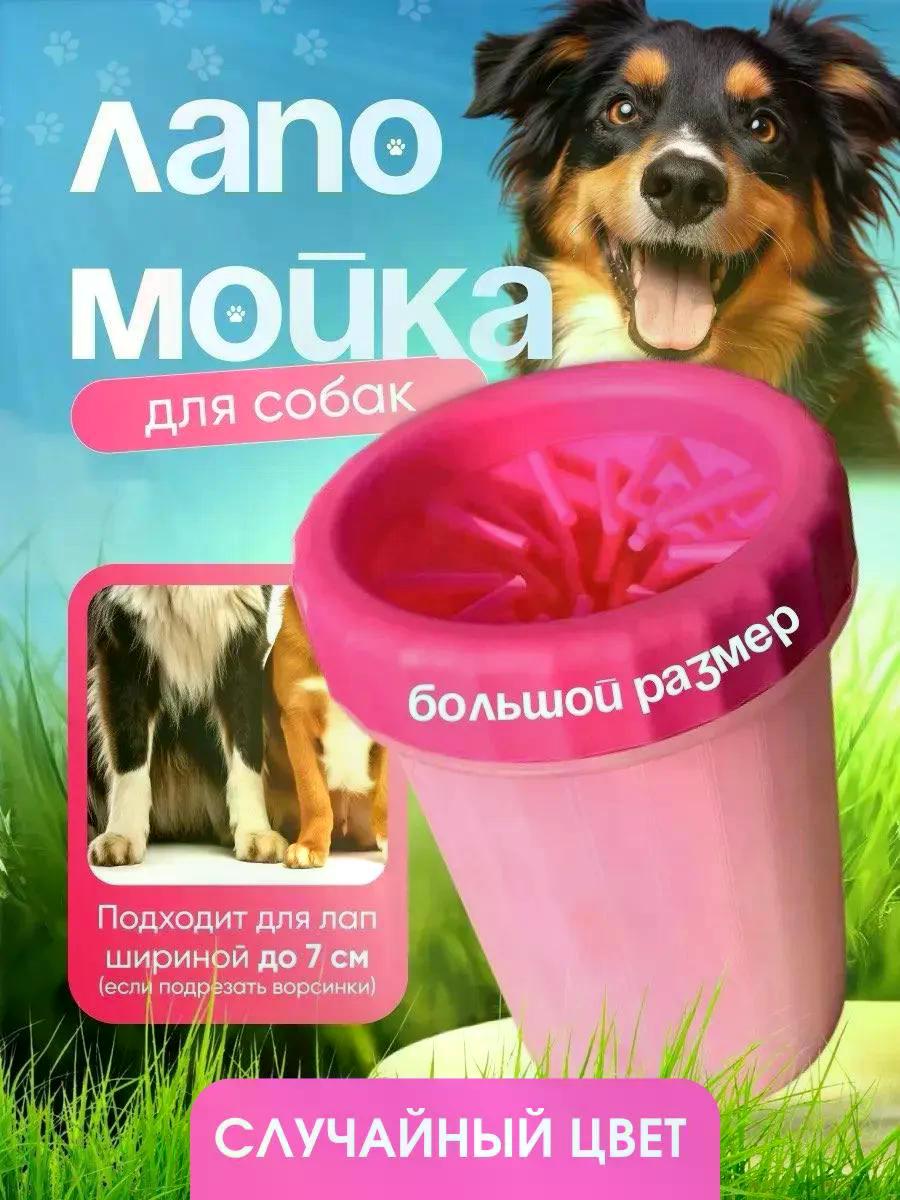 лапо
мойка
для собак
большой размер
Подходит для лап
шириной до 7 см
(если подрезать ворсинки)
СЛУЧАЙНЫЙ ЦВЕТ